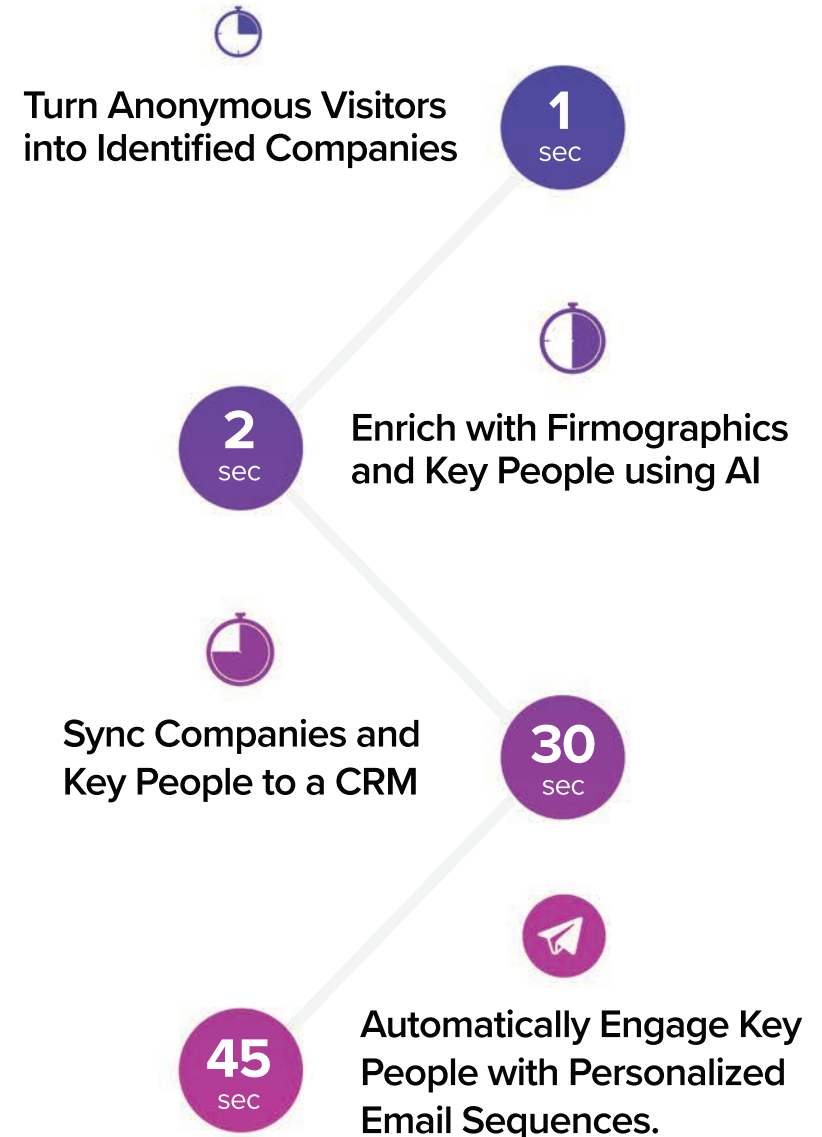 Turn Anonymous Visitors
into Identified Companies
1
sec
2
sec
Enrich with Firmographics
and Key People using AI
Sync Companies and
Key People to a CRM
30
sec
45
sec
Automatically Engage Key
People with Personalized
Email Sequences.